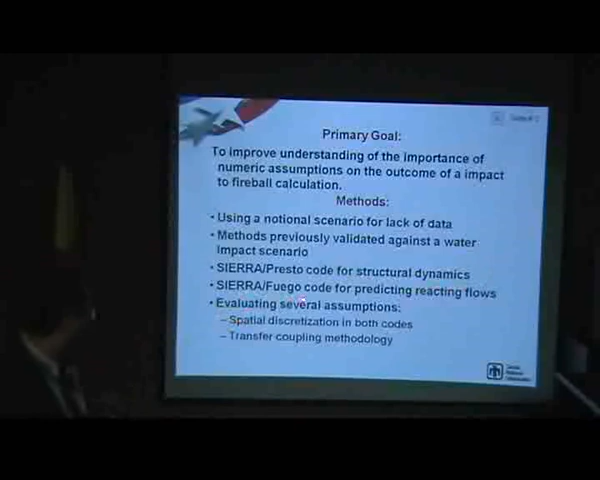 Primary Goal:
To improve understanding of the importance of
numeric assumptions on the outcome of a impact
to fireball calculation.
Methods:
• Using a notional scenario for lack of data
• Methods previously validated against a water
impact scenario
• SIERRA/Presto code for structural dynamics
• SIERRA/Fuego code for predicting reacting flows
• Evaluating several assumptions:
– Spatial discretization in both codes
– Transfer coupling methodology